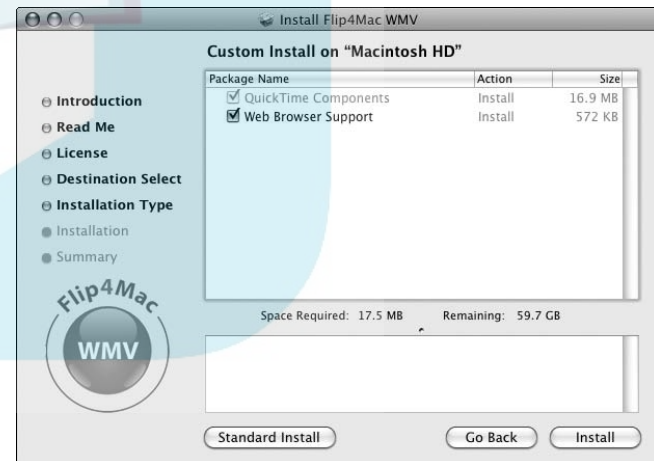 Install Flip4Mac WMV
Custom Install on “Macintosh HD”
Introduction
Read Me
License
Destination Select
Installation Type
Installation
Summary
Package Name Action Size
QuickTime Components Install 16.9 MB
Web Browser Support Install 572 KB
Space Required: 17.5 MB Remaining: 59.7 GB
Flip4Mac
WMV
Standard Install Go Back Install